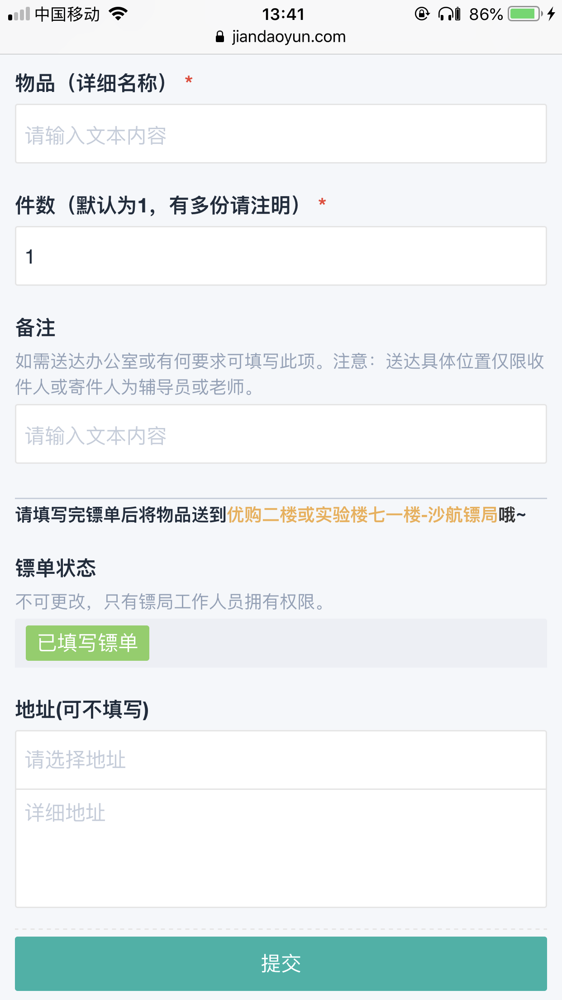 中国移动
13:41
86%
jiandaoyun.com
物品（详细名称） *
请输入文本内容
件数（默认为1，有多份请注明） *
1
备注
如需送达办公室或有何要求可填写此项。注意：送达具体位置仅限收
件人或寄件人为辅导员或老师。
请输入文本内容
请填写完镖单后将物品送到优购二楼或实验楼七一楼-沙航镖局哦~
镖单状态
不可更改，只有镖局工作人员拥有权限。
已填写镖单
地址(可不填写)
请选择地址
详细地址
提交